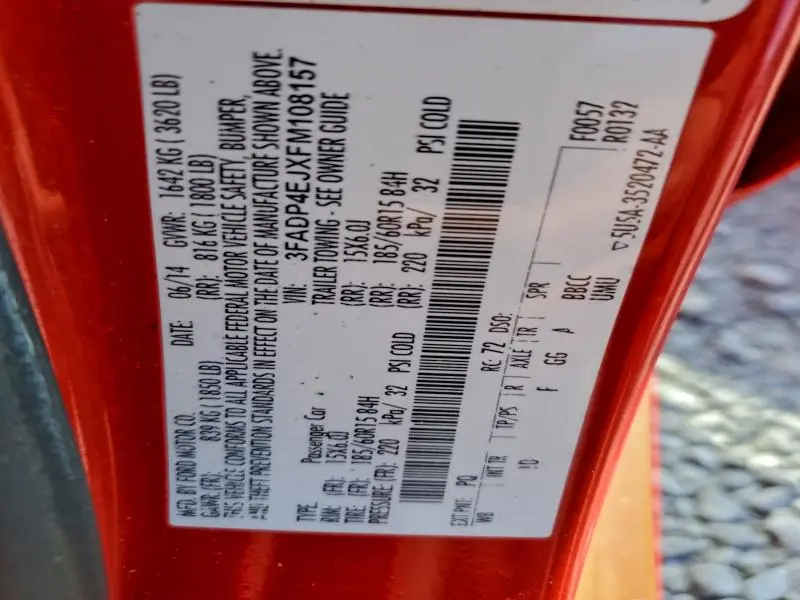 MFD. BY FORD MOTOR CO.
DATE: 06/14 GVWR: 1642 KG ( 3620 LB)
GAWR: FR): 839 KG (1850 LB) (RR): 816 KG (1800 LB)
THIS VEHICLE CONFORMS TO ALL APPLICABLE FEDERAL MOTOR VEHICLE SAFETY, BUMPER,
AND THEFT PREVENTION STANDARDS IN EFFECT ON THE DATE OF MANUFACTURE SHOWN ABOVE.
VIN: 3FADP4EJXFM108157
TYPE: Passenger Car TRAILER TOWING - SEE OWNER GUIDE
RIM: (FR): 15X6.0J (RR): 15X6.0J
TIRE: (FR): 185/60R15 84H (RR): 185/60R15 84H
PRESSURE: (FR): 220 kPa/ 32 PSI COLD (RR): 220 kPa/ 32 PSI COLD
EXT PNT: PQ RC: 72 DSO: F0057
R0132
WB INT TR TP/PS R AXLE TR SPR
F GG BBCC
UMU
5U5A-3520472-AA